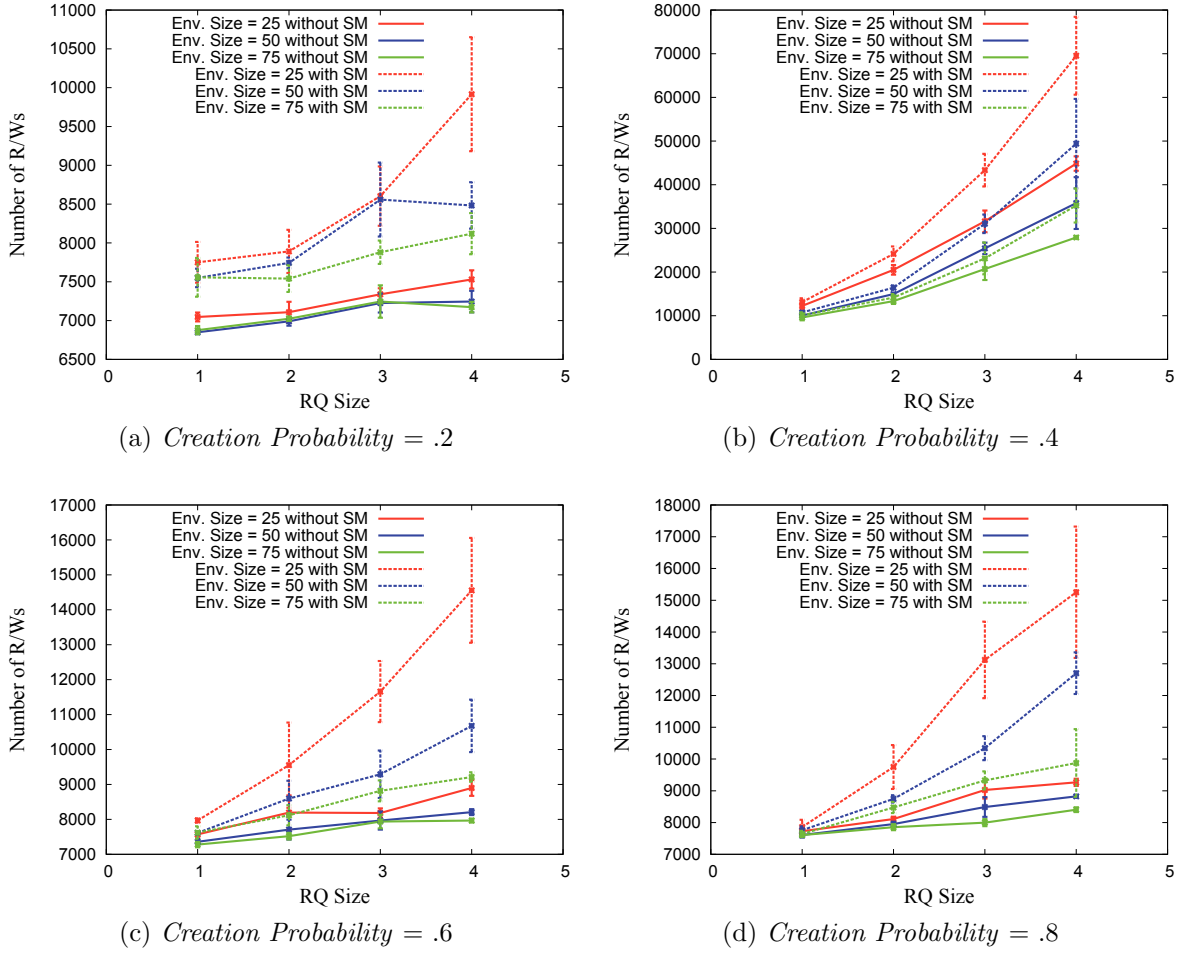 11000
10500
10000
9500
9000
8500
8000
7500
7000
6500
Number of R/Ws
Env. Size = 25 without SM
Env. Size = 50 without SM
Env. Size = 75 without SM
Env. Size = 25 with SM
Env. Size = 50 with SM
Env. Size = 75 with SM
0 1 2 3 4 5
RQ Size
(a) Creation Probability = .2
80000
70000
60000
50000
40000
30000
20000
10000
0
Number of R/Ws
Env. Size = 25 without SM
Env. Size = 50 without SM
Env. Size = 75 without SM
Env. Size = 25 with SM
Env. Size = 50 with SM
Env. Size = 75 with SM
0 1 2 3 4 5
RQ Size
(b) Creation Probability = .4
17000
16000
15000
14000
13000
12000
11000
10000
9000
8000
7000
Number of R/Ws
Env. Size = 25 without SM
Env. Size = 50 without SM
Env. Size = 75 without SM
Env. Size = 25 with SM
Env. Size = 50 with SM
Env. Size = 75 with SM
0 1 2 3 4 5
RQ Size
(c) Creation Probability = .6
18000
17000
16000
15000
14000
13000
12000
11000
10000
9000
8000
7000
Number of R/Ws
Env. Size = 25 without SM
Env. Size = 50 without SM
Env. Size = 75 without SM
Env. Size = 25 with SM
Env. Size = 50 with SM
Env. Size = 75 with SM
0 1 2 3 4 5
RQ Size
(d) Creation Probability = .8